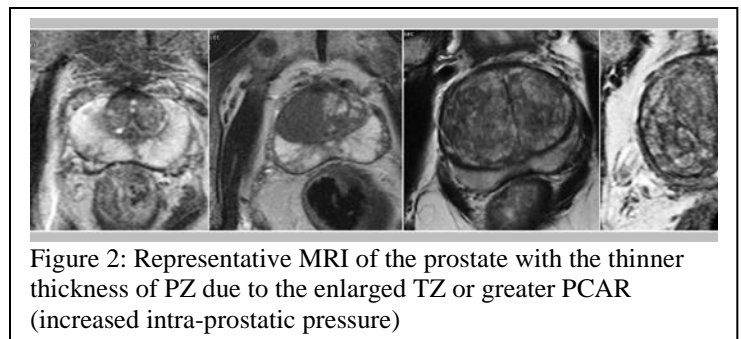 Figure 2: Representative MRI of the prostate with the thinner
thickness of PZ due to the enlarged TZ or greater PCAR
(increased intra-prostatic pressure)